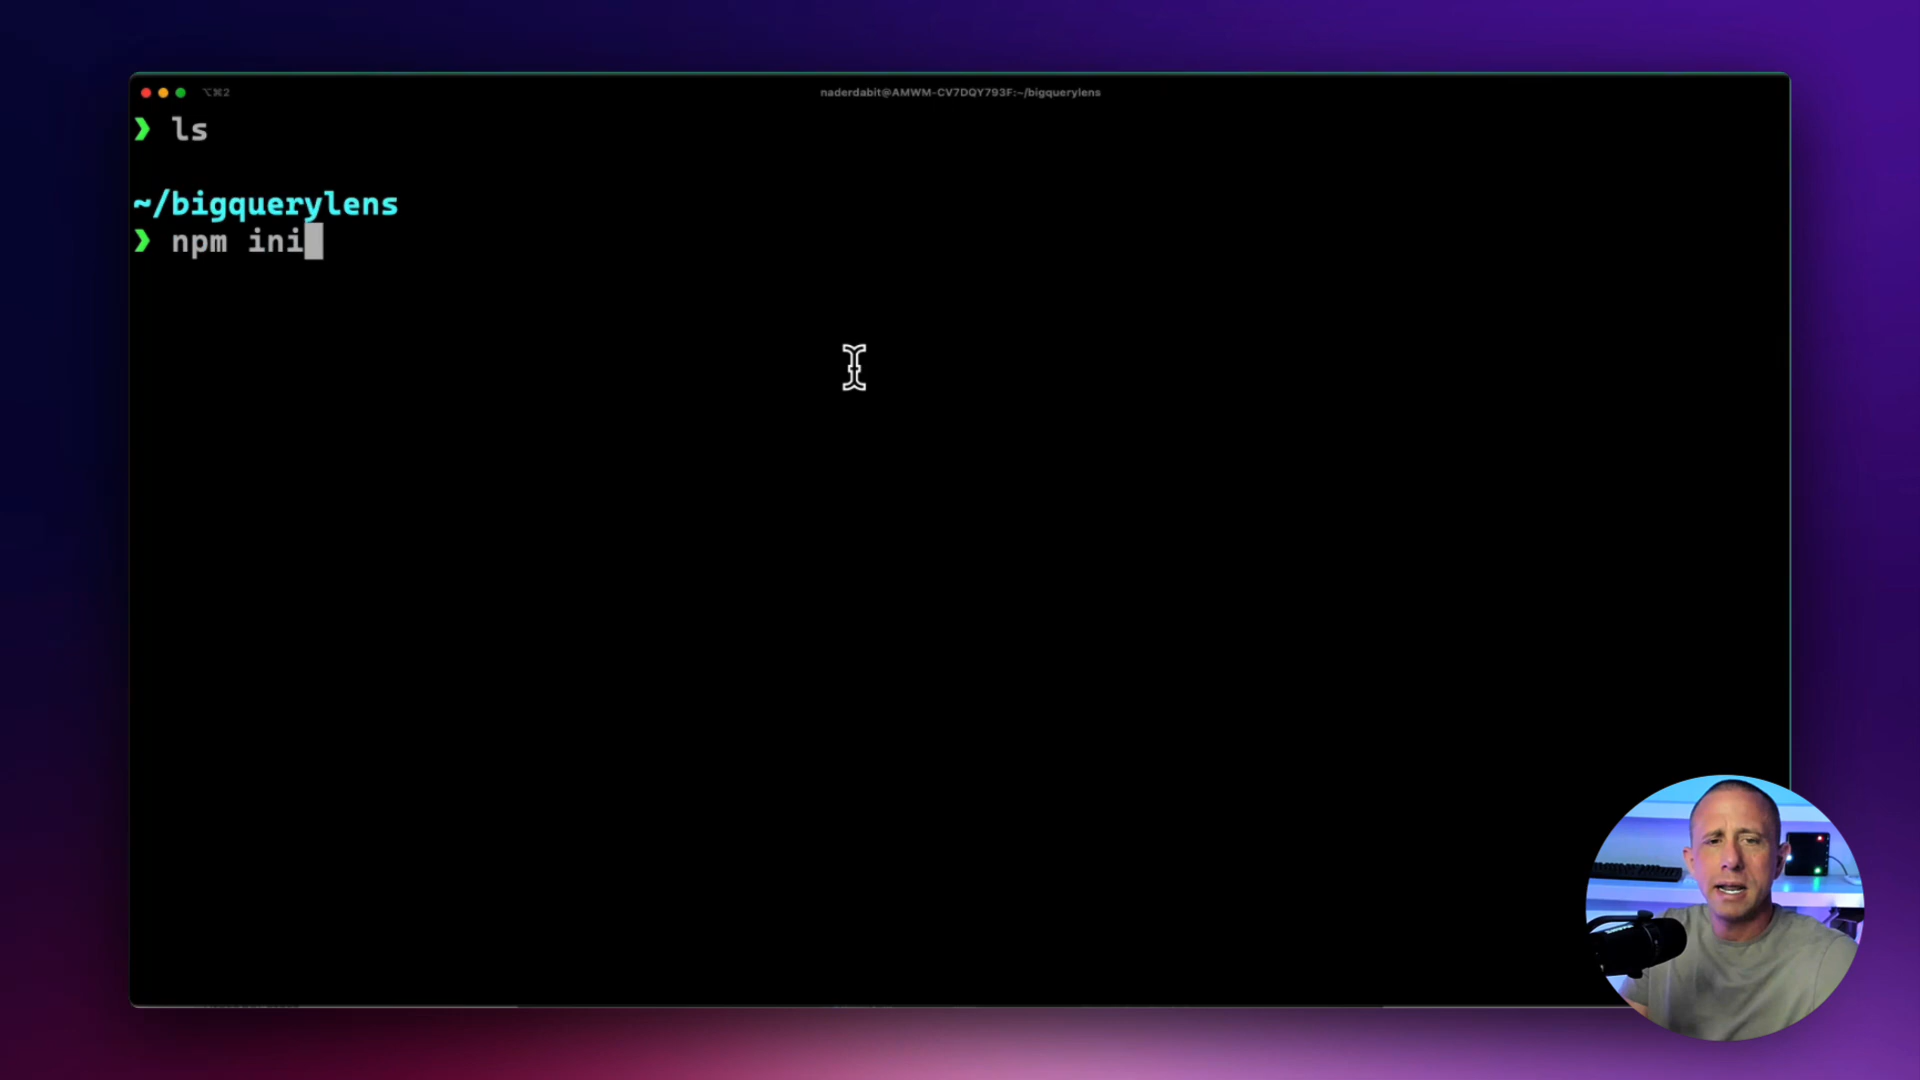 ⌥⌘2
naderdabit@AMWM-CV7DQY793F:~/bigquerylens
❯ ls
~/bigquerylens
❯ npm ini